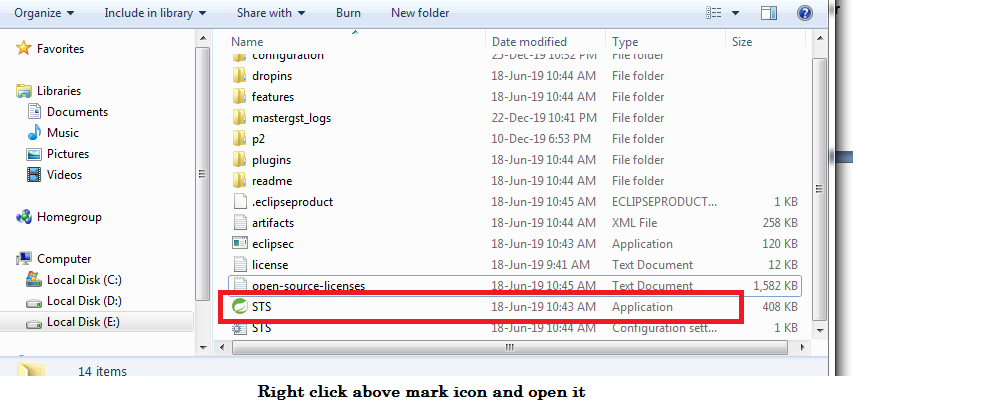 Organize Include in library Share with Burn New folder
Name Date modified Type Size
Favorites
Libraries
Documents
Music
Pictures
Videos
Homegroup
Computer
Local Disk (C:)
Local Disk (D:)
Local Disk (E:)
configuration 25-Dec-19 10:52 PM File folder
dropins 18-Jun-19 10:44 AM File folder
features 18-Jun-19 10:44 AM File folder
mastergst_logs 22-Dec-19 10:41 PM File folder
p2 10-Dec-19 6:53 PM File folder
plugins 18-Jun-19 10:44 AM File folder
readme 18-Jun-19 10:44 AM File folder
.eclipseproduct 18-Jun-19 10:45 AM ECLIPSEPRODUCT... 1 KB
artifacts 18-Jun-19 10:44 AM XML File 258 KB
eclipsec 18-Jun-19 10:43 AM Application 120 KB
license 18-Jun-19 9:41 AM Text Document 12 KB
open-source-licenses 18-Jun-19 10:45 AM Text Document 1,582 KB
STS 18-Jun-19 10:43 AM Application 408 KB
STS 18-Jun-19 10:44 AM Configuration sett... 1 KB
14 items
Right click above mark icon and open it